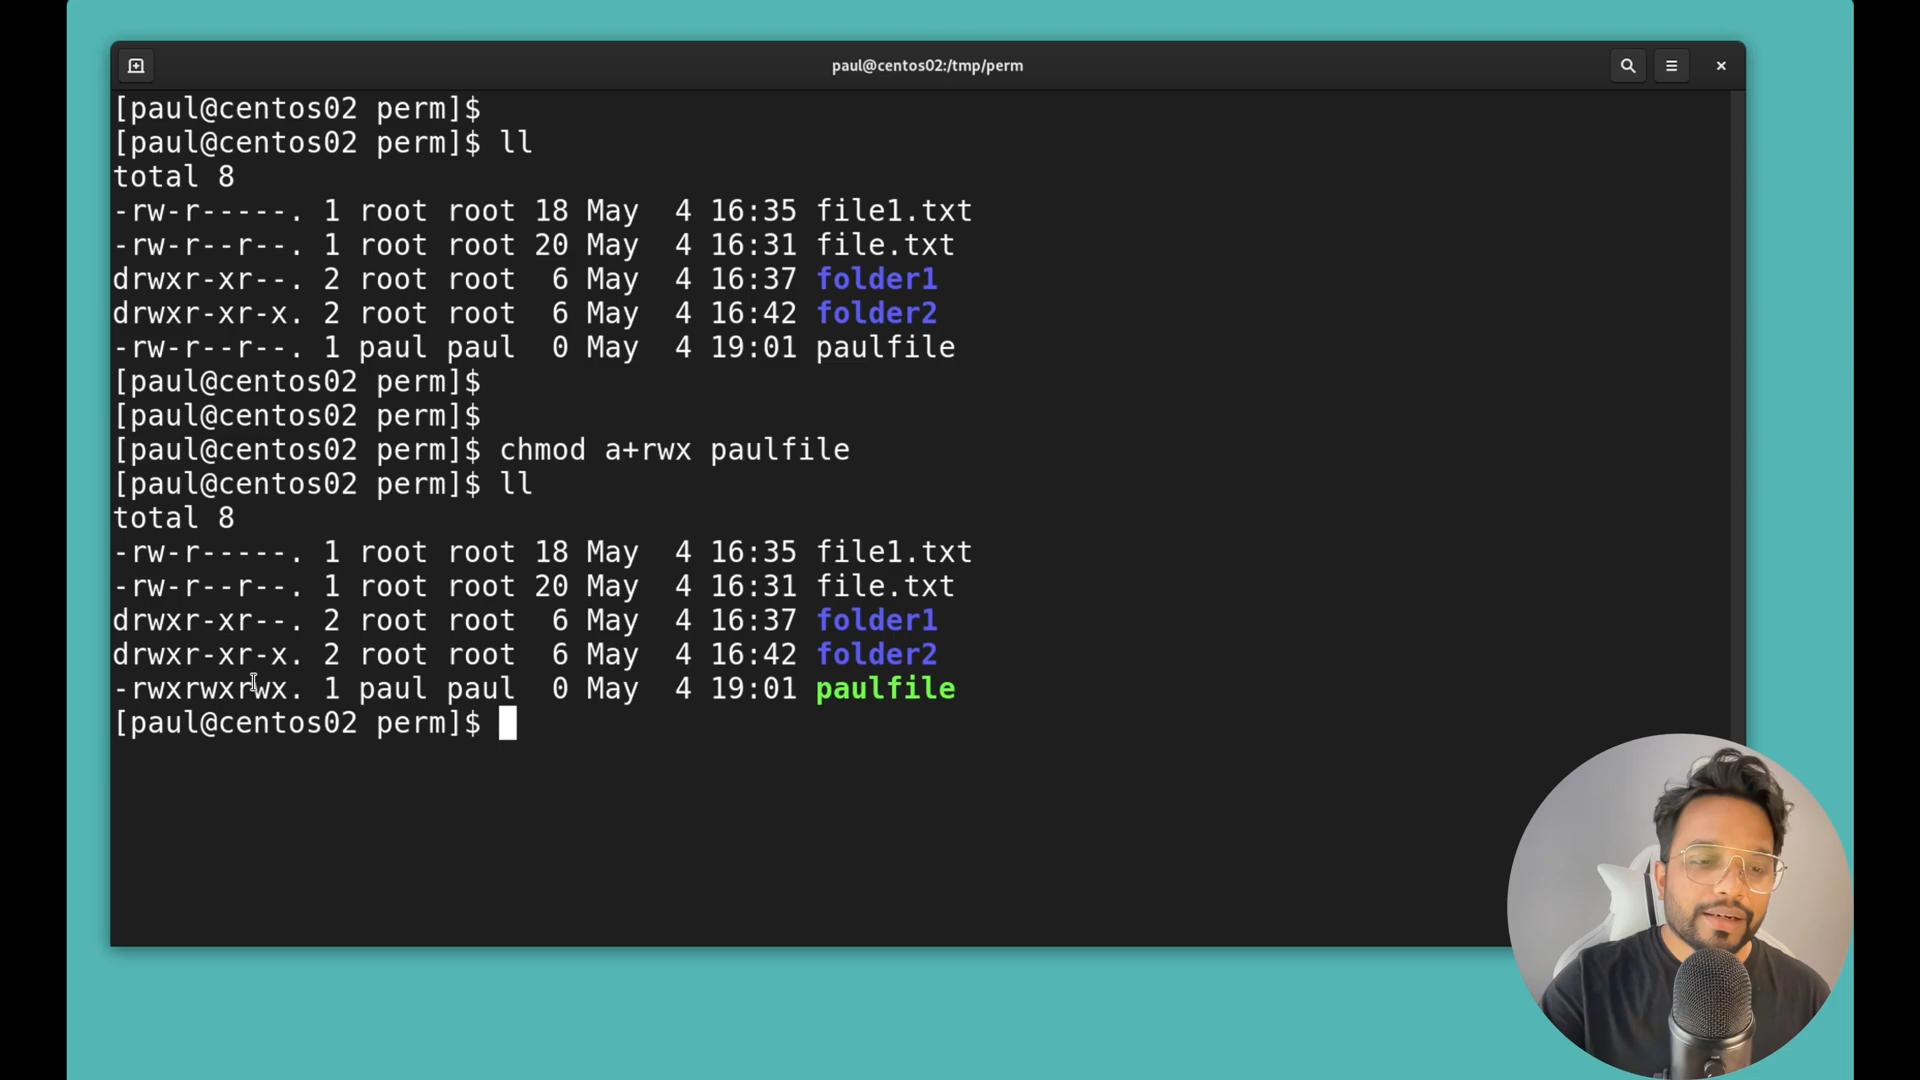 paul@centos02:/tmp/perm
[paul@centos02 perm]$
[paul@centos02 perm]$ ll
total 8
-rw-r-----. 1 root root 18 May  4 16:35 file1.txt
-rw-r--r--. 1 root root 20 May  4 16:31 file.txt
drwxr-xr--. 2 root root  6 May  4 16:37 folder1
drwxr-xr-x. 2 root root  6 May  4 16:42 folder2
-rw-r--r--. 1 paul paul  0 May  4 19:01 paulfile
[paul@centos02 perm]$
[paul@centos02 perm]$
[paul@centos02 perm]$ chmod a+rwx paulfile
[paul@centos02 perm]$ ll
total 8
-rw-r-----. 1 root root 18 May  4 16:35 file1.txt
-rw-r--r--. 1 root root 20 May  4 16:31 file.txt
drwxr-xr--. 2 root root  6 May  4 16:37 folder1
drwxr-xr-x. 2 root root  6 May  4 16:42 folder2
-rwxrwxrwx. 1 paul paul  0 May  4 19:01 paulfile
[paul@centos02 perm]$